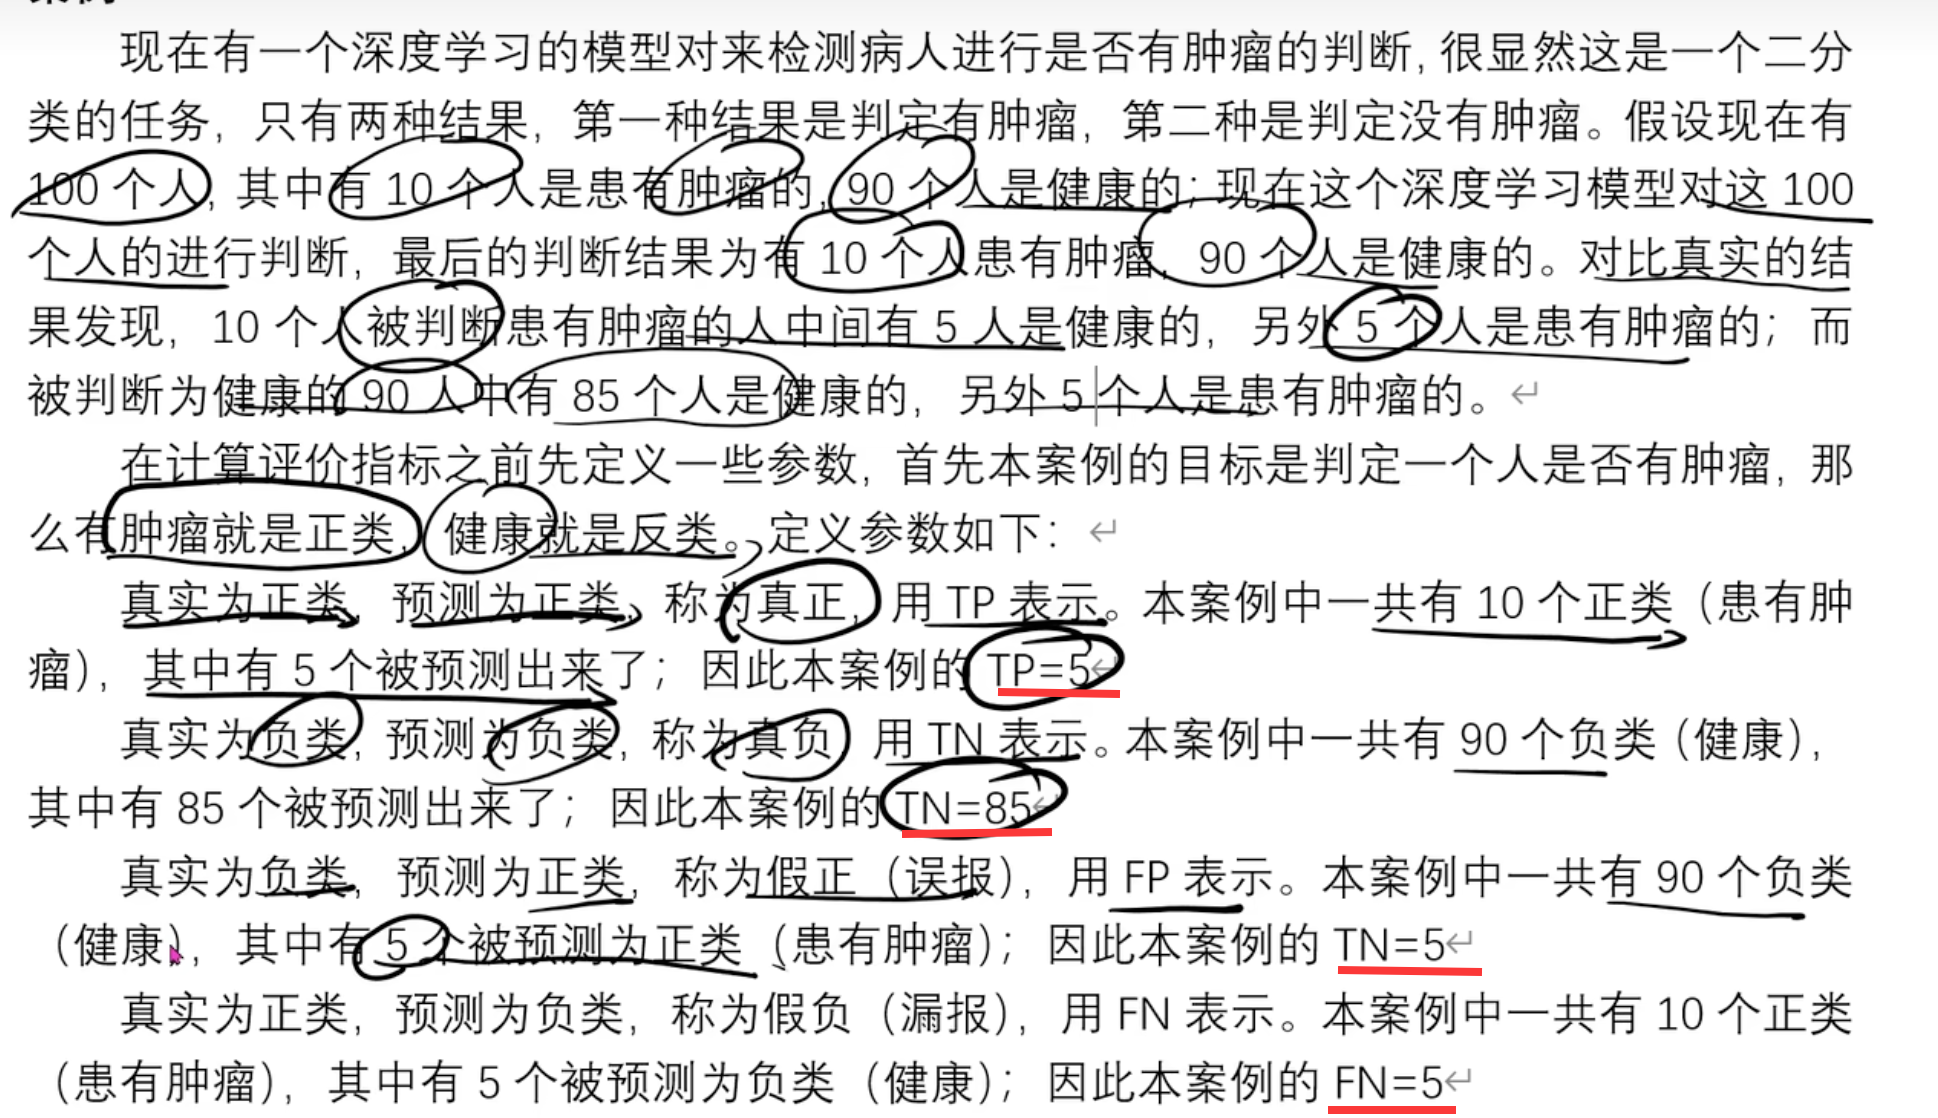 现在有一个深度学习的模型对来检测病人进行是否有肿瘤的判断，很显然这是一个二分
类的任务，只有两种结果，第一种结果是判定有肿瘤，第二种是判定没有肿瘤。假设现在有
100 个人，其中有 10 个人是患有肿瘤的，90 个人是健康的；现在这个深度学习模型对这 100
个人的进行判断，最后的判断结果为有 10 个人患有肿瘤，90 个人是健康的。对比真实的结
果发现，10 个人被判断患有肿瘤的人中间有 5 人是健康的，另外 5 个人是患有肿瘤的；而
被判断为健康的 90 人中有 85 个人是健康的，另外 5 个人是患有肿瘤的。
在计算评价指标之前先定义一些参数，首先本案例的目标是判定一个人是否有肿瘤，那
么有肿瘤就是正类，健康就是反类。定义参数如下：
真实为正类，预测为正类，称为真正，用 TP 表示。本案例中一共有 10 个正类（患有肿
瘤），其中有 5 个被预测出来了；因此本案例的 TP=5
真实为负类，预测为负类，称为真负，用 TN 表示。本案例中一共有 90 个负类（健康），
其中有 85 个被预测出来了；因此本案例的 TN=85
真实为负类，预测为正类，称为假正（误报），用 FP 表示。本案例中一共有 90 个负类
（健康），其中有 5 个被预测为正类（患有肿瘤）；因此本案例的 TN=5
真实为正类，预测为负类，称为假负（漏报），用 FN 表示。本案例中一共有 10 个正类
（患有肿瘤），其中有 5 个被预测为负类（健康）；因此本案例的 FN=5